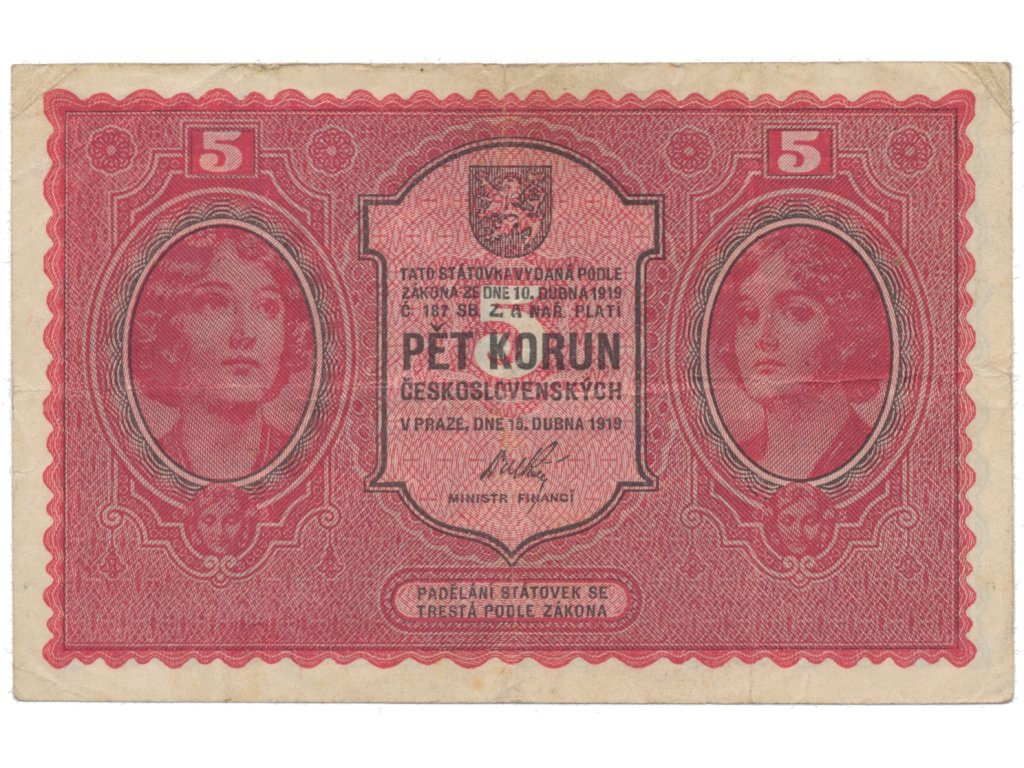 5 5
TATO STÁTOVKA VYDANÁ PODLE
ZÁKONA ZE DNE 10. DUBNA 1919
Č. 187 SB. Z. A NAŘ. PLATÍ
5
PĚT KORUN
ČESKOSLOVENSKÝCH
V PRAZE, DNE 15. DUBNA 1919
MINISTR FINANCÍ
PADĚLÁNÍ STÁTOVEK SE
TRESTÁ PODLE ZÁKONA